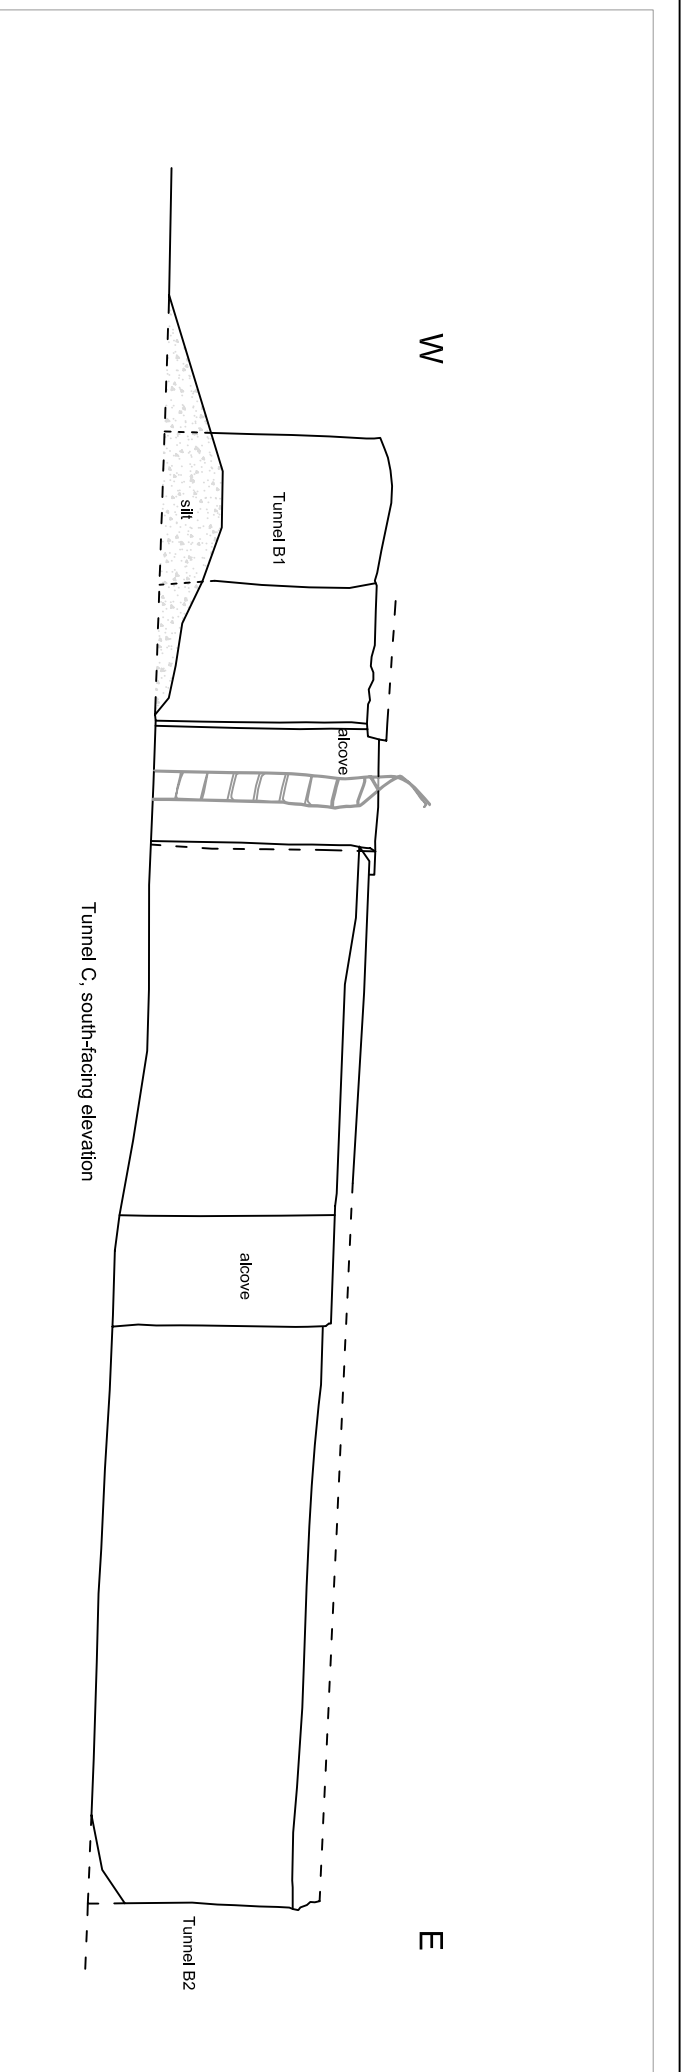 W
E
Tunnel B1
silt
alcove
alcove
Tunnel B2
Tunnel C, south-facing elevation